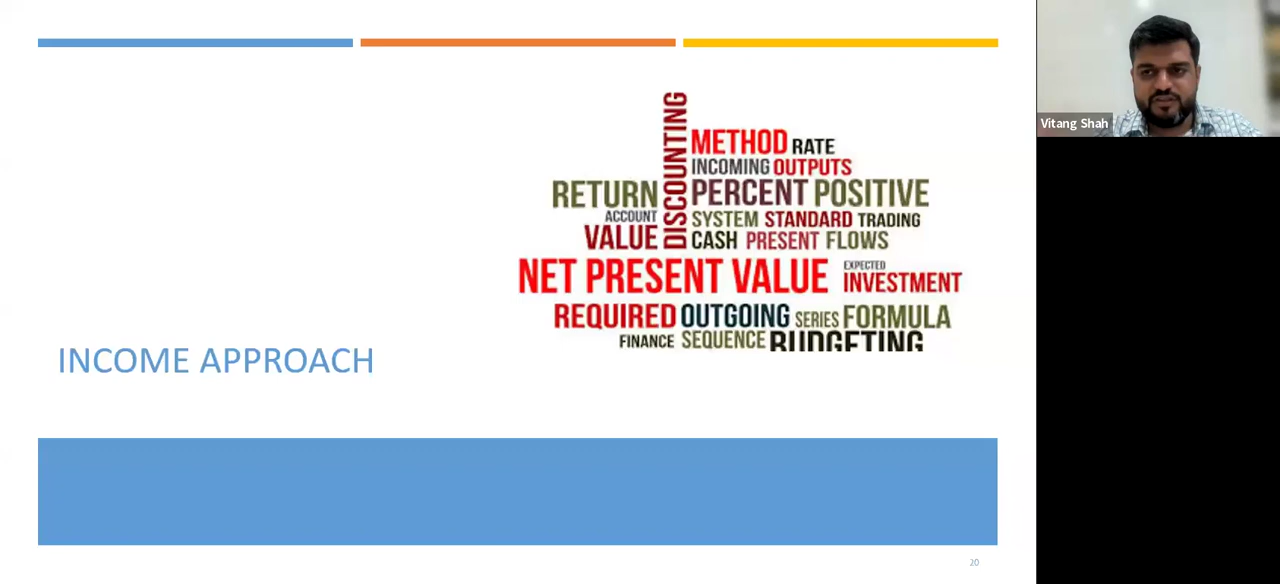 DISCOUNTING
METHOD RATE
INCOMING OUTPUTS
RETURN PERCENT POSITIVE
ACCOUNT SYSTEM STANDARD TRADING
VALUE CASH PRESENT FLOWS
NET PRESENT VALUE EXPECTED INVESTMENT
REQUIRED OUTGOING SERIES FORMULA
FINANCE SEQUENCE BUDGETING
INCOME APPROACH
20
Vitang Shah